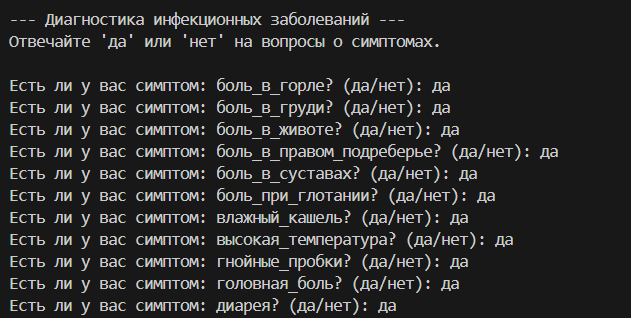 --- Диагностика инфекционных заболеваний ---
Отвечайте 'да' или 'нет' на вопросы о симптомах.
Есть ли у вас симптом: боль_в_горле? (да/нет): да
Есть ли у вас симптом: боль_в_груди? (да/нет): да
Есть ли у вас симптом: боль_в_животе? (да/нет): да
Есть ли у вас симптом: боль_в_правом_подреберье? (да/нет): да
Есть ли у вас симптом: боль_в_суставах? (да/нет): да
Есть ли у вас симптом: боль_при_глотании? (да/нет): да
Есть ли у вас симптом: влажный_кашель? (да/нет): да
Есть ли у вас симптом: высокая_температура? (да/нет): да
Есть ли у вас симптом: гнойные_пробки? (да/нет): да
Есть ли у вас симптом: головная_боль? (да/нет): да
Есть ли у вас симптом: диарея? (да/нет): да